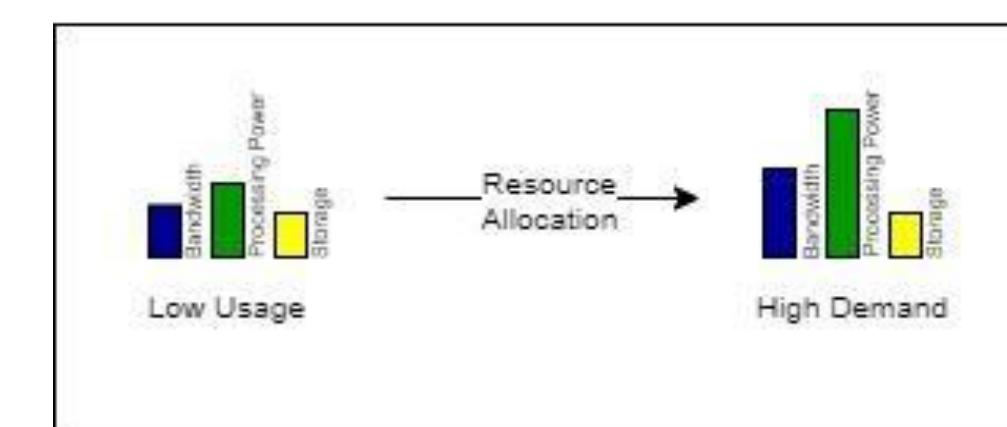 Bandwidth
Processing Power
Storage
Low Usage
Resource
Allocation
Bandwidth
Processing Power
Storage
High Demand